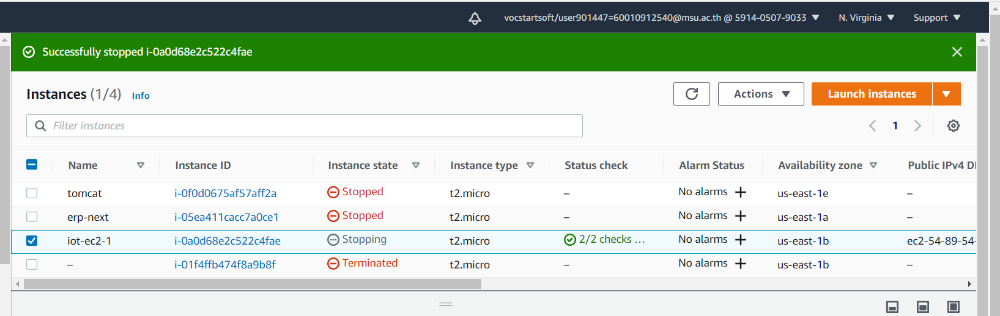 vocstartsoft/user901447=60010912540@msu.ac.th @ 5914-0507-9033 N. Virginia Support
Successfully stopped i-0a0d68e2c522c4fae
Instances (1/4) Info Actions Launch instances
Filter instances 1
Name Instance ID Instance state Instance type Status check Alarm Status Availability zone Public IPv4 D
tomcat i-0f0d0675af57aff2a Stopped t2.micro – No alarms + us-east-1e –
erp-next i-05ea411cacc7a0ce1 Stopped t2.micro – No alarms + us-east-1a –
iot-ec2-1 i-0a0d68e2c522c4fae Stopping t2.micro 2/2 checks … No alarms + us-east-1b ec2-54-89-54-
– i-01f4ffb474f8a9b8f Terminated t2.micro – No alarms + us-east-1b –